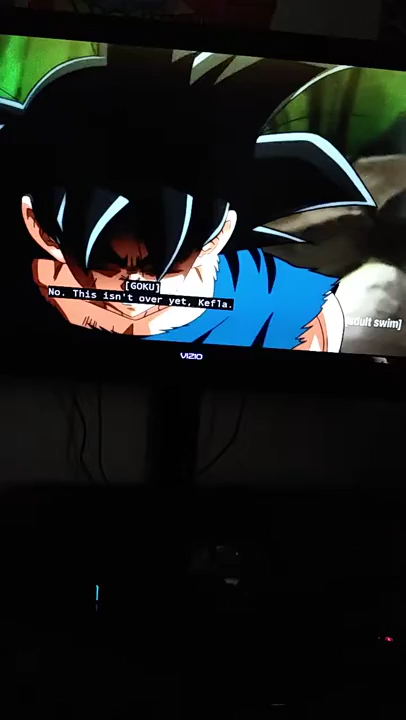 [GOKU]
No. This isn't over yet, Kefla.
[adult swim]
VIZIO